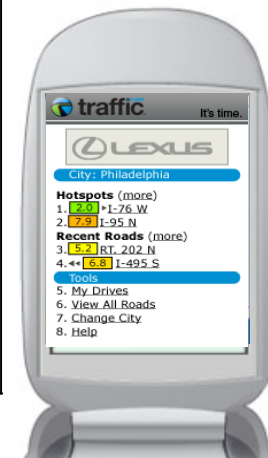 traffic.com
It's time.
LEXUS
City: Philadelphia
Hotspots (more)
1. 2.0 I-76 W
2. 7.9 I-95 N
Recent Roads (more)
3. 5.2 RT. 202 N
4. 6.8 I-495 S
Tools
5. My Drives
6. View All Roads
7. Change City
8. Help